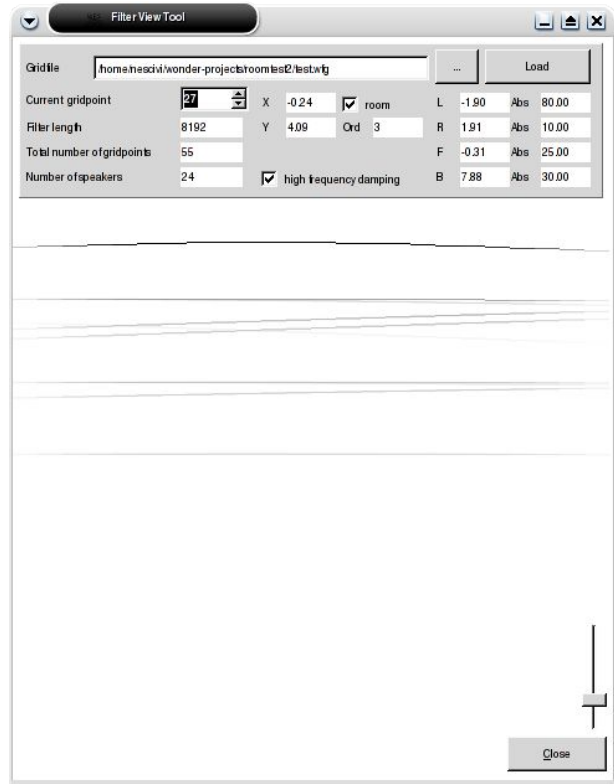 Filter View Tool
Gridfile /home/nescivi/wonder-projects/roomtest2/test.wfg ... Load
Current gridpoint 27 X -0.24 room L -1.90 Abs 80.00
Filter length 8192 Y 4.09 Ord 3 R 1.91 Abs 10.00
Total number of gridpoints 55 F -0.31 Abs 25.00
Number of speakers 24 high frequency damping B 7.88 Abs 30.00
Close